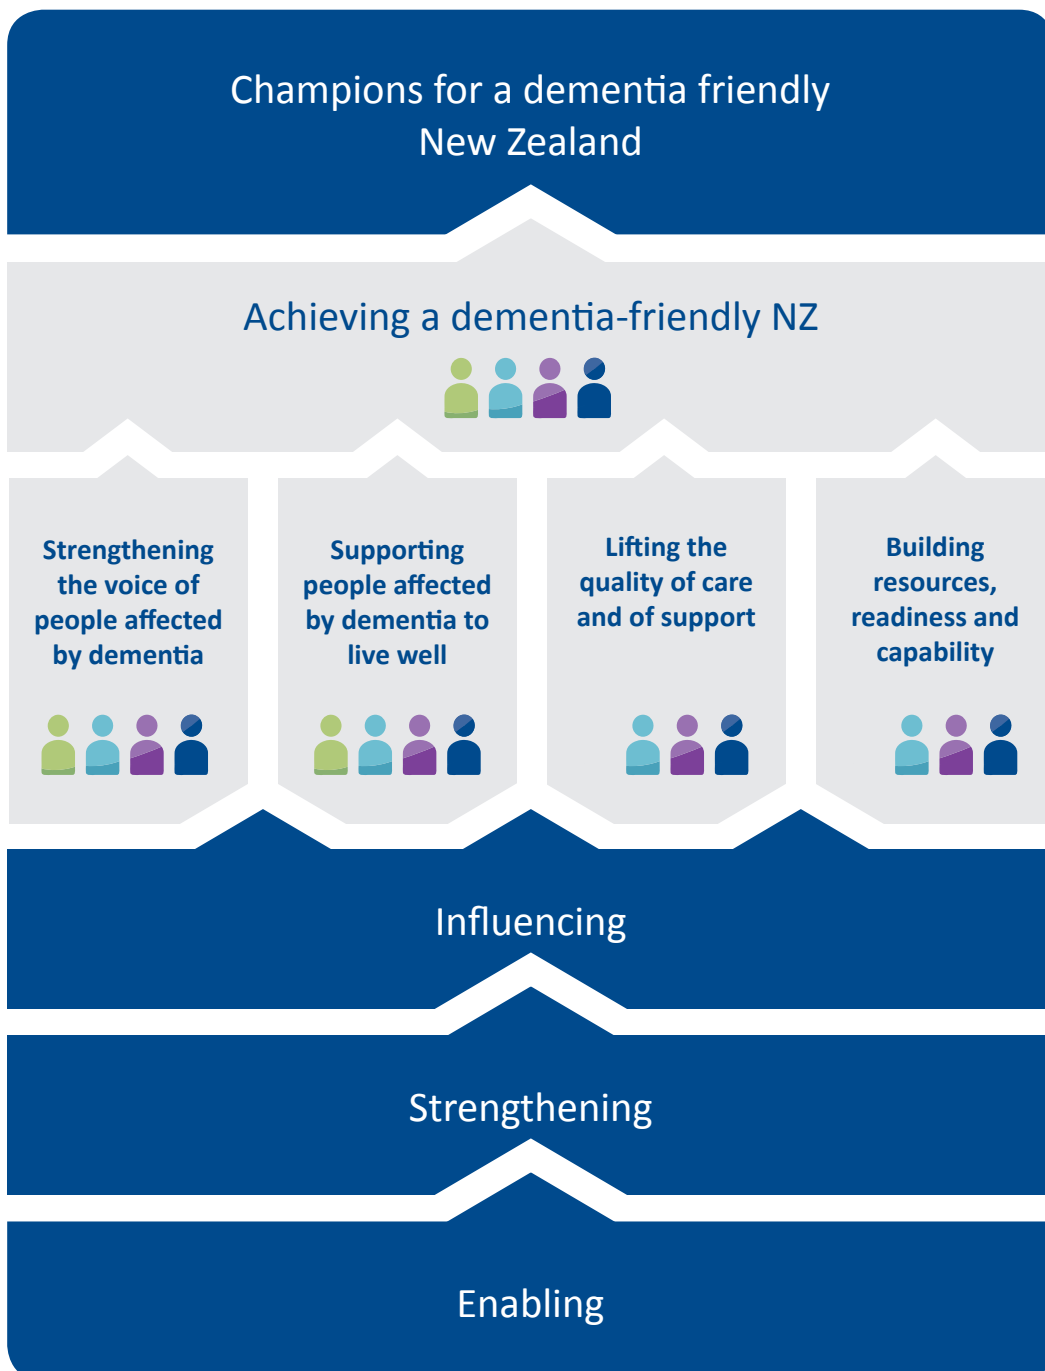 Champions for a dementia friendly
New Zealand
Achieving a dementia-friendly NZ
Strengthening
the voice of
people affected
by dementia
Supporting
people affected
by dementia to
live well
Lifting the
quality of care
and of support
Building
resources,
readiness and
capability
Influencing
Strengthening
Enabling